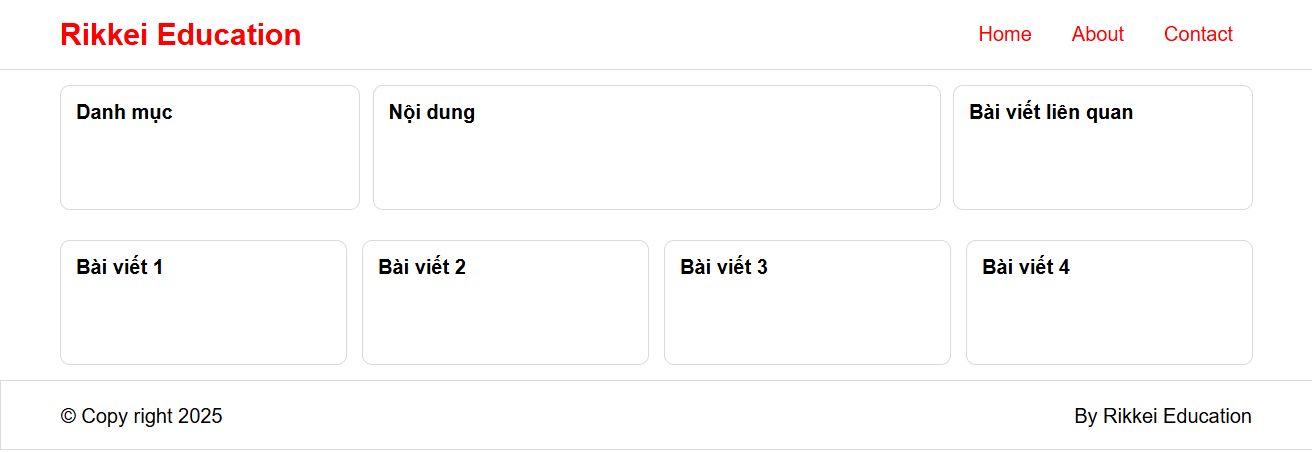 Rikkei Education
Home About Contact
Danh mục
Nội dung
Bài viết liên quan
Bài viết 1
Bài viết 2
Bài viết 3
Bài viết 4
© Copy right 2025
By Rikkei Education